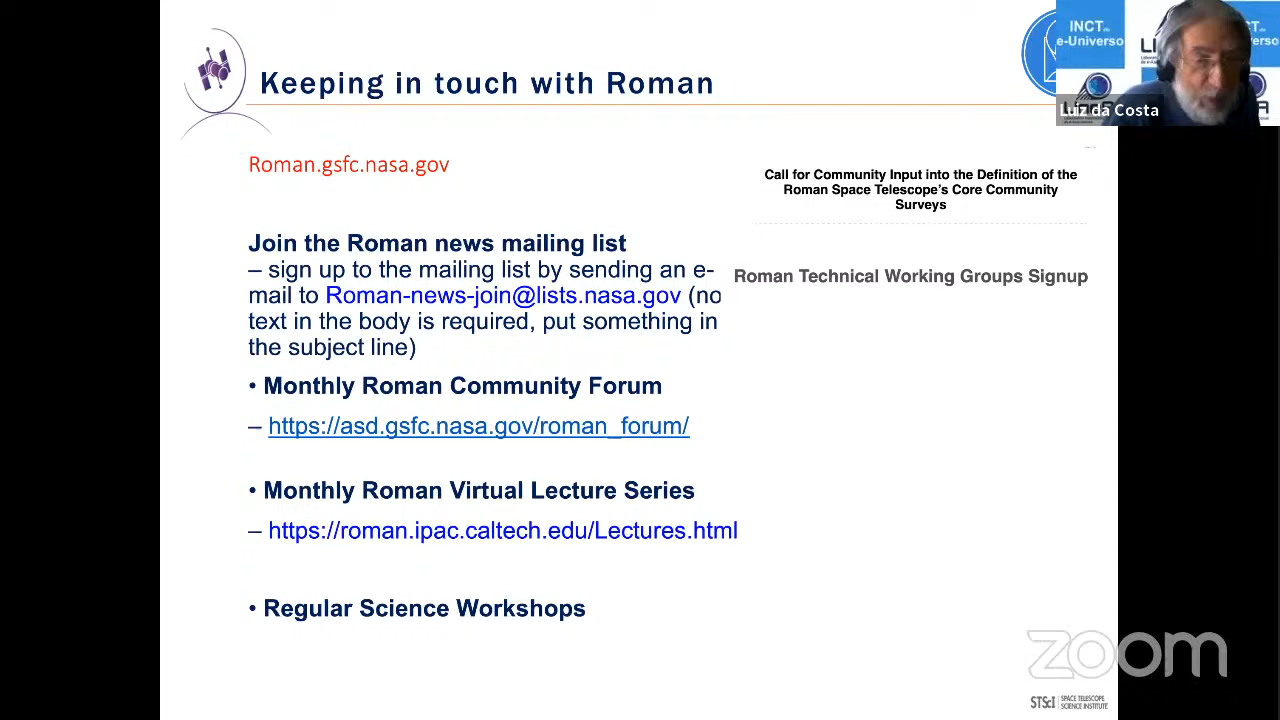 Keeping in touch with Roman
INCT
e-Universo
Luiz da Costa
Roman.gsfc.nasa.gov
Call for Community Input into the Definition of the
Roman Space Telescope's Core Community
Surveys
Join the Roman news mailing list
– sign up to the mailing list by sending an e-
mail to Roman-news-join@lists.nasa.gov (no
text in the body is required, put something in
the subject line)
Roman Technical Working Groups Signup
• Monthly Roman Community Forum
– https://asd.gsfc.nasa.gov/roman_forum/
• Monthly Roman Virtual Lecture Series
– https://roman.ipac.caltech.edu/Lectures.html
• Regular Science Workshops
zoom
STScI | SPACE TELESCOPE
SCIENCE INSTITUTE